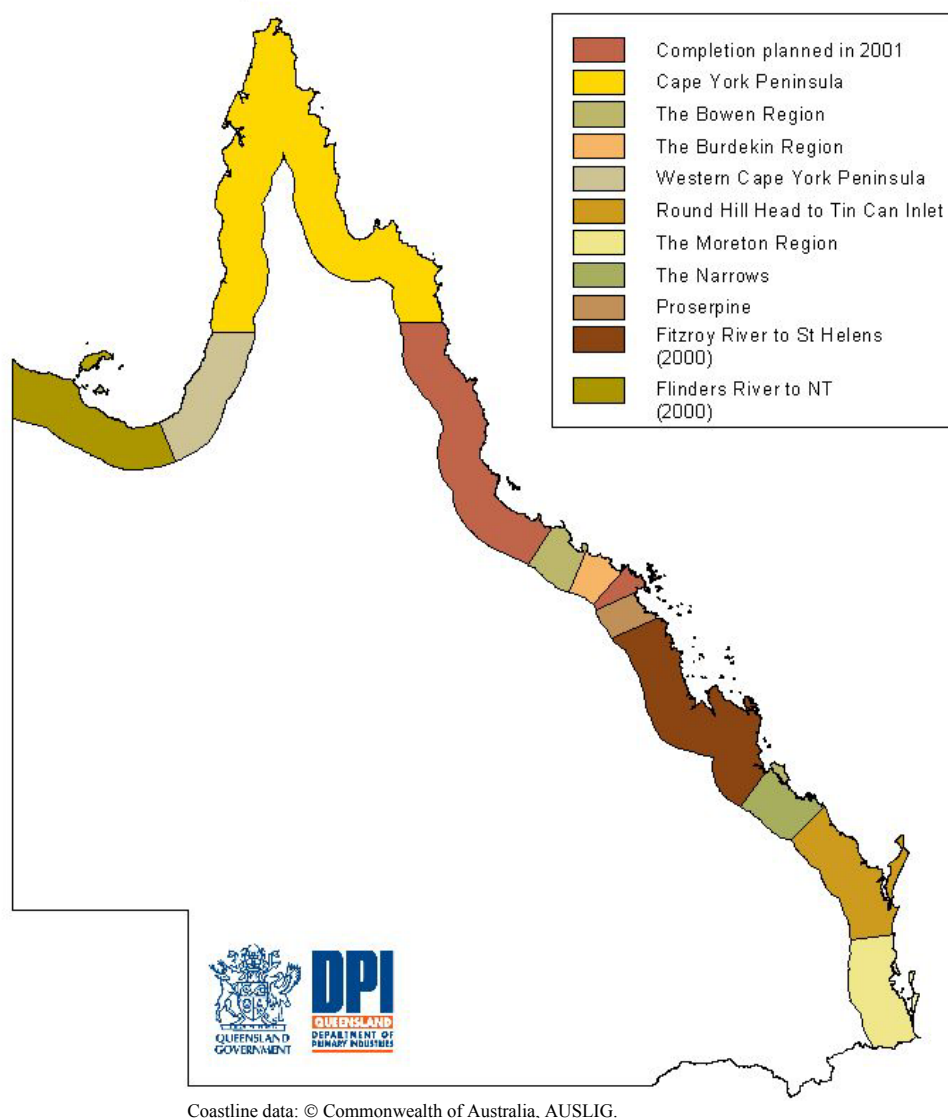 Completion planned in 2001
Cape York Peninsula
The Bowen Region
The Burdekin Region
Western Cape York Peninsula
Round Hill Head to Tin Can Inlet
The Moreton Region
The Narrows
Proserpine
Fitzroy River to St Helens
(2000)
Flinders River to NT
(2000)
QUEENSLAND
GOVERNMENT
DPI
QUEENSLAND
DEPARTMENT OF
PRIMARY INDUSTRIES
Coastline data: © Commonwealth of Australia, AUSLIG.